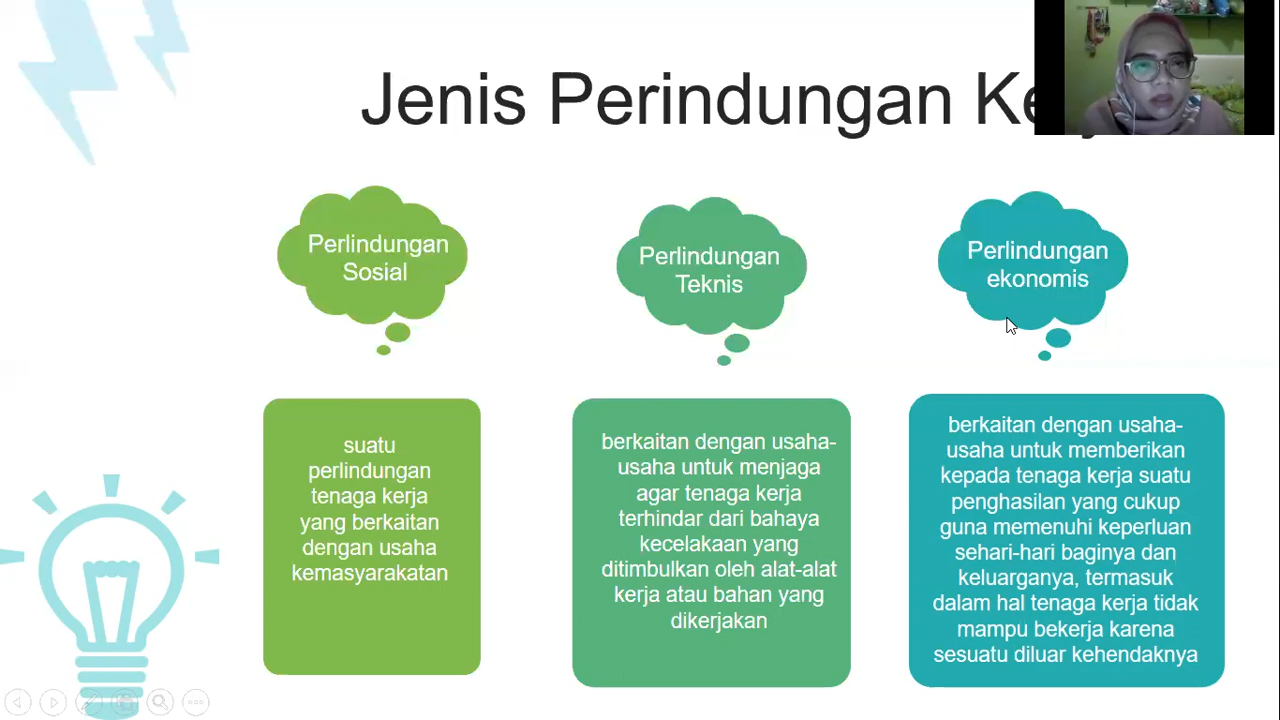 Jenis Perindungan
Perlindungan
Sosial
Perlindungan
Teknis
Perlindungan
ekonomis
suatu
perlindungan
tenaga kerja
yang berkaitan
dengan usaha
kemasyarakatan
berkaitan dengan usaha-
usaha untuk menjaga
agar tenaga kerja
terhindar dari bahaya
kecelakaan yang
ditimbulkan oleh alat-alat
kerja atau bahan yang
dikerjakan
berkaitan dengan usaha-
usaha untuk memberikan
kepada tenaga kerja suatu
penghasilan yang cukup
guna memenuhi keperluan
sehari-hari baginya dan
keluarganya, termasuk
dalam hal tenaga kerja tidak
mampu bekerja karena
sesuatu diluar kehendaknya